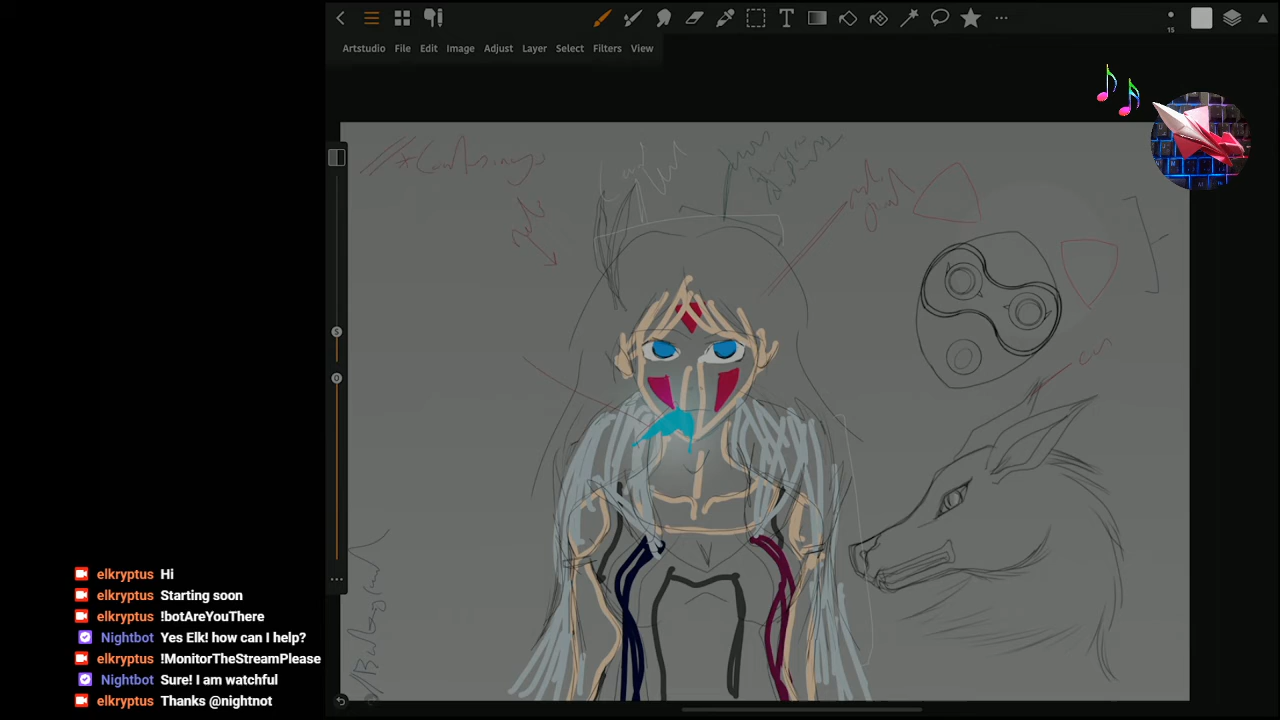 15
Artstudio File Edit Image Adjust Layer Select Filters View
elkryptus Hi
elkryptus Starting soon
elkryptus !botAreYouThere
Nightbot Yes Elk! how can I help?
elkryptus !MonitorTheStreamPlease
Nightbot Sure! I am watchful
elkryptus Thanks @nightnot